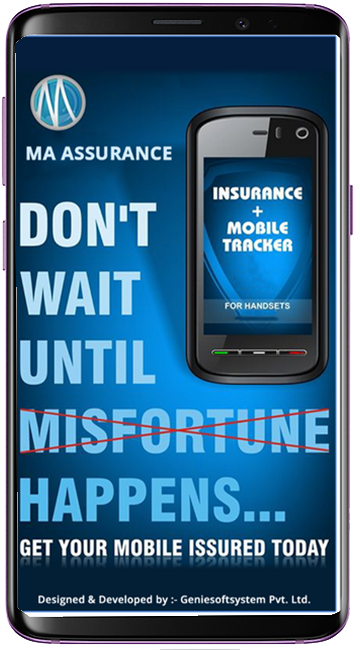 MA ASSURANCE
INSURANCE
+
MOBILE
TRACKER
FOR HANDSETS
DON'T
WAIT
UNTIL
MISFORTUNE
HAPPENS...
GET YOUR MOBILE ISSURED TODAY
Designed & Developed by :- Geniesoftsystem Pvt. Ltd.